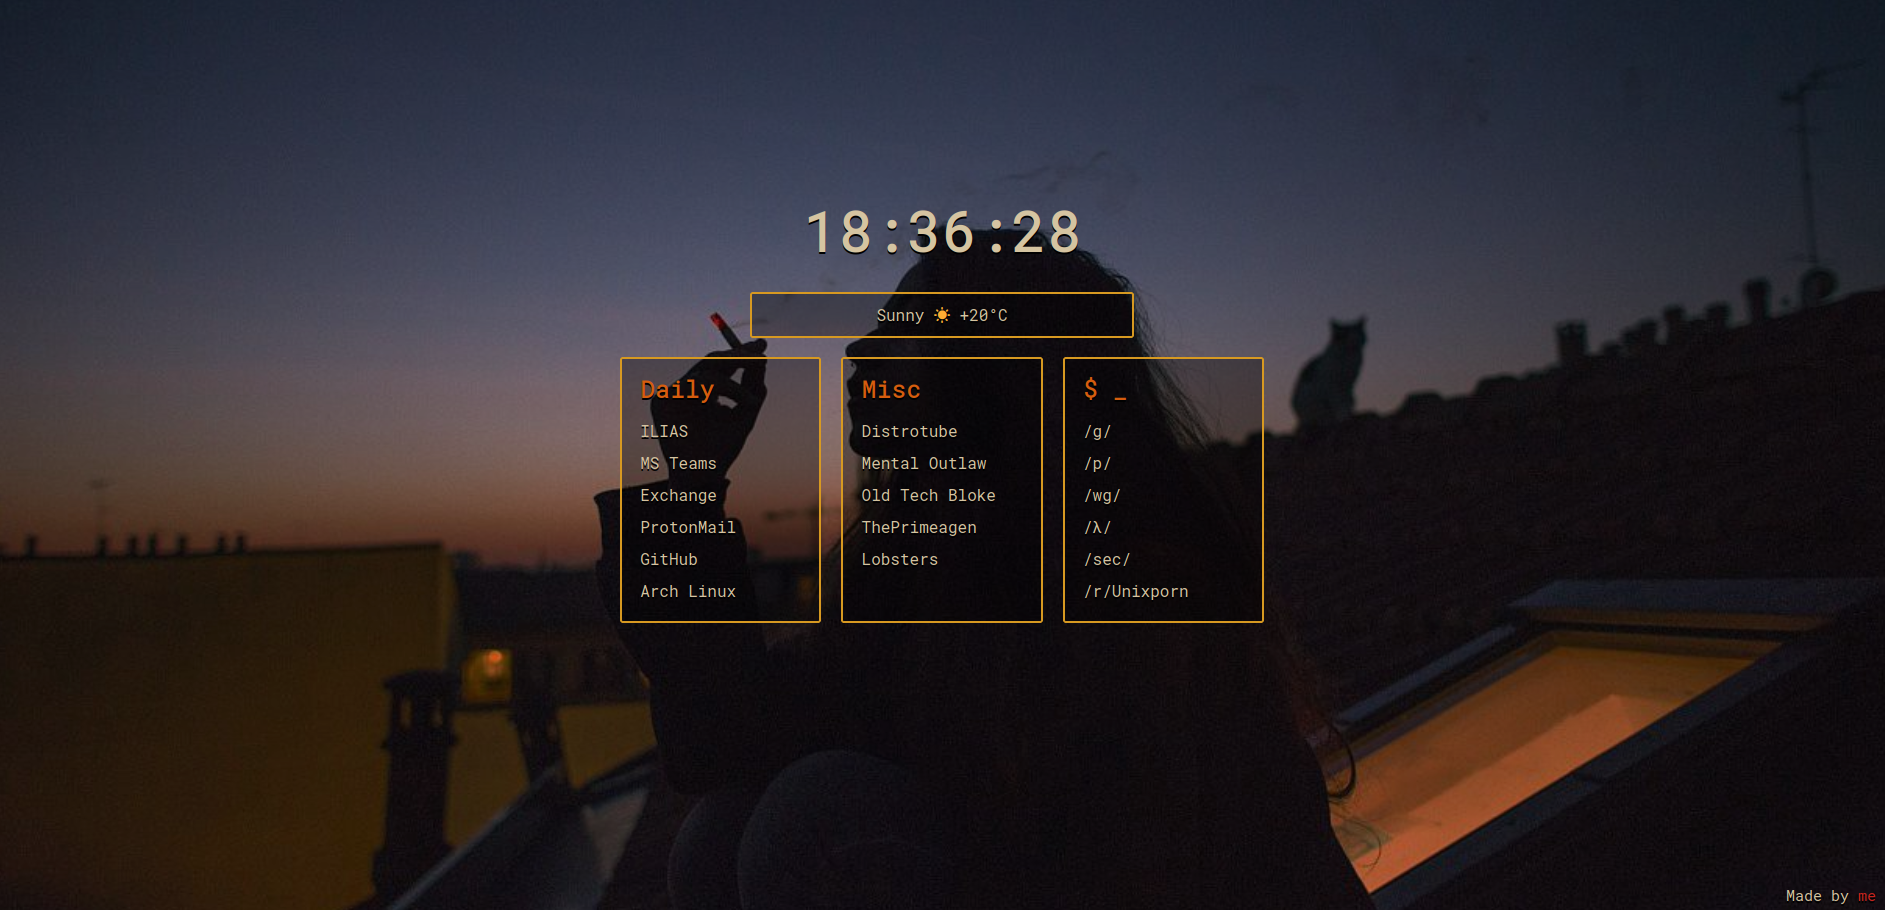 18:36:28
Sunny ☀️ +20°C
Daily
ILIAS
MS Teams
Exchange
ProtonMail
GitHub
Arch Linux
Misc
Distrotube
Mental Outlaw
Old Tech Bloke
ThePrimeagen
Lobsters
$ _
/g/
/p/
/wg/
/λ/
/sec/
/r/Unixporn
Made by me